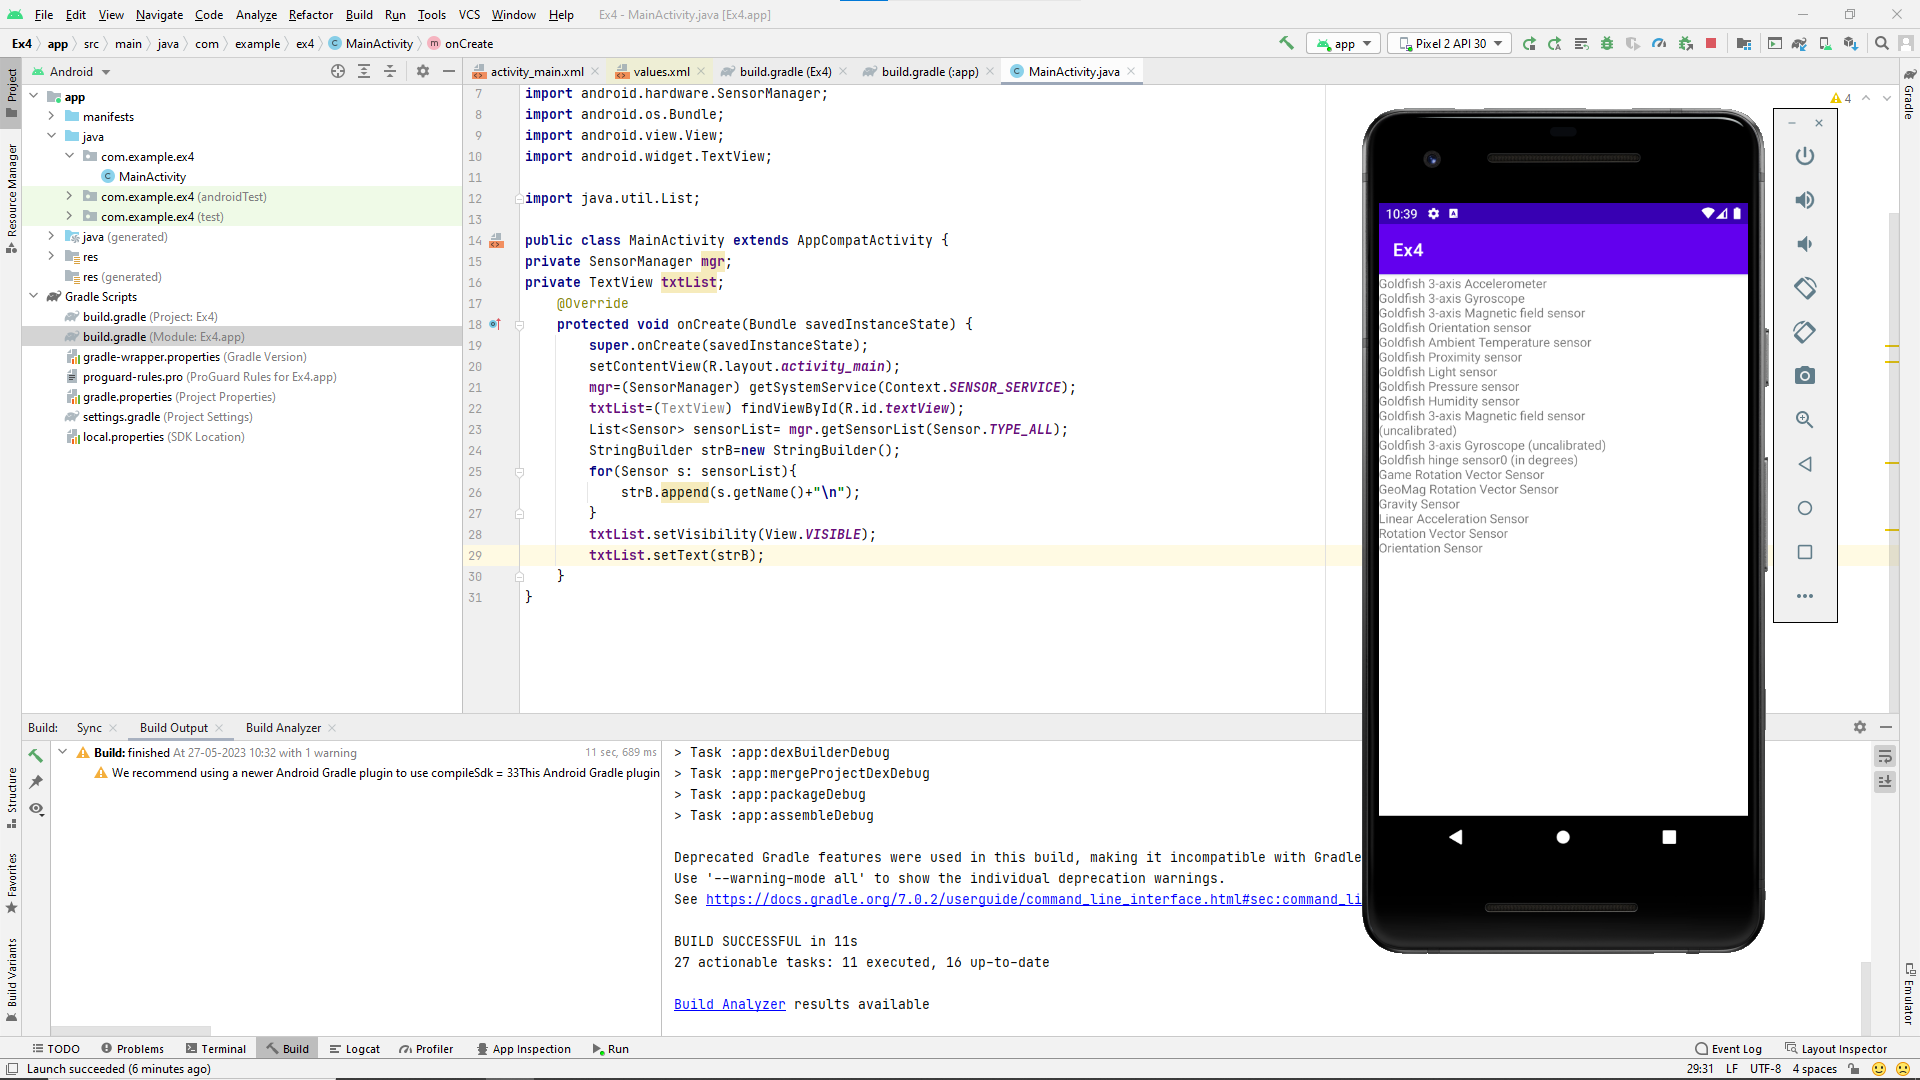 File Edit View Navigate Code Analyze Refactor Build Run Tools VCS Window Help Ex4 - MainActivity.java [Ex4.app]
Ex4 app src main java com example ex4 MainActivity onCreate
app Pixel 2 API 30
Android
activity_main.xml values.xml build.gradle (Ex4) build.gradle (:app) MainActivity.java
Project
Resource Manager
Structure
Favorites
Build Variants
Gradle
Emulator
app
manifests
java
com.example.ex4
MainActivity
com.example.ex4 (androidTest)
com.example.ex4 (test)
java (generated)
res
res (generated)
Gradle Scripts
build.gradle (Project: Ex4)
build.gradle (Module: Ex4.app)
gradle-wrapper.properties (Gradle Version)
proguard-rules.pro (ProGuard Rules for Ex4.app)
gradle.properties (Project Properties)
settings.gradle (Project Settings)
local.properties (SDK Location)
4
7 import android.hardware.SensorManager;
8 import android.os.Bundle;
9 import android.view.View;
10 import android.widget.TextView;
11
12 import java.util.List;
13
14 public class MainActivity extends AppCompatActivity {
15 private SensorManager mgr;
16 private TextView txtList;
17 @Override
18 protected void onCreate(Bundle savedInstanceState) {
19 super.onCreate(savedInstanceState);
20 setContentView(R.layout.activity_main);
21 mgr=(SensorManager) getSystemService(Context.SENSOR_SERVICE);
22 txtList=(TextView) findViewById(R.id.textView);
23 List<Sensor> sensorList= mgr.getSensorList(Sensor.TYPE_ALL);
24 StringBuilder strB=new StringBuilder();
25 for(Sensor s: sensorList){
26 strB.append(s.getName()+"\n");
27 }
28 txtList.setVisibility(View.VISIBLE);
29 txtList.setText(strB);
30 }
31 }
10:39
Ex4
Goldfish 3-axis Accelerometer
Goldfish 3-axis Gyroscope
Goldfish 3-axis Magnetic field sensor
Goldfish Orientation sensor
Goldfish Ambient Temperature sensor
Goldfish Proximity sensor
Goldfish Light sensor
Goldfish Pressure sensor
Goldfish Humidity sensor
Goldfish 3-axis Magnetic field sensor
(uncalibrated)
Goldfish 3-axis Gyroscope (uncalibrated)
Goldfish hinge sensor0 (in degrees)
Game Rotation Vector Sensor
GeoMag Rotation Vector Sensor
Gravity Sensor
Linear Acceleration Sensor
Rotation Vector Sensor
Orientation Sensor
Build: Sync Build Output Build Analyzer
Build: finished At 27-05-2023 10:32 with 1 warning 11 sec, 689 ms
We recommend using a newer Android Gradle plugin to use compileSdk = 33This Android Gradle plugin
> Task :app:dexBuilderDebug
> Task :app:mergeProjectDexDebug
> Task :app:packageDebug
> Task :app:assembleDebug
Deprecated Gradle features were used in this build, making it incompatible with Gradle
Use '--warning-mode all' to show the individual deprecation warnings.
See https://docs.gradle.org/7.0.2/userguide/command_line_interface.html#sec:command_li
BUILD SUCCESSFUL in 11s
27 actionable tasks: 11 executed, 16 up-to-date
Build Analyzer results available
TODO Problems Terminal Build Logcat Profiler App Inspection Run Event Log Layout Inspector
Launch succeeded (6 minutes ago) 29:31 LF UTF-8 4 spaces